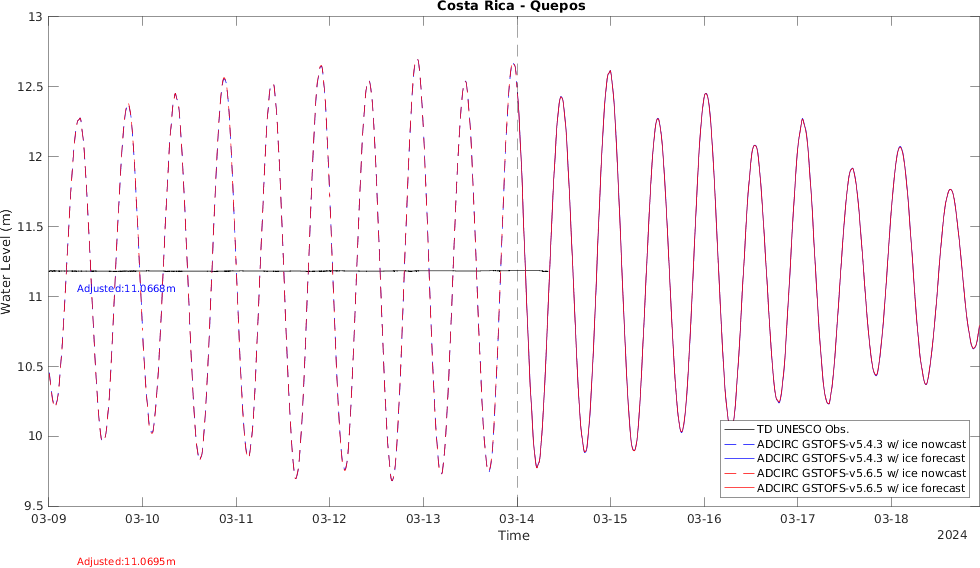 Costa Rica - Quepos
Water Level (m)
13
12.5
12
11.5
11
10.5
10
9.5
Adjusted:11.0668m
TD UNESCO Obs.
ADCIRC GSTOFS-v5.4.3 w/ ice nowcast
ADCIRC GSTOFS-v5.4.3 w/ ice forecast
ADCIRC GSTOFS-v5.6.5 w/ ice nowcast
ADCIRC GSTOFS-v5.6.5 w/ ice forecast
03-09 03-10 03-11 03-12 03-13 03-14 03-15 03-16 03-17 03-18
Time
2024
Adjusted:11.0695m